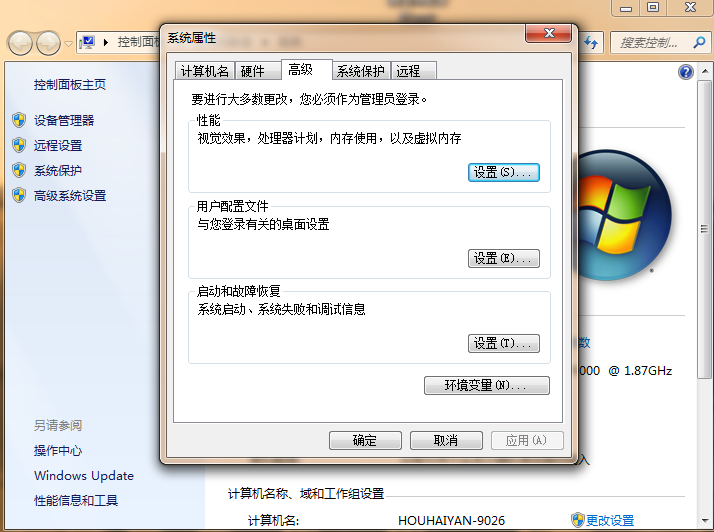 控制面板
搜索控制...
系统属性
计算机名
硬件
高级
系统保护
远程
要进行大多数更改，您必须作为管理员登录。
性能
视觉效果，处理器计划，内存使用，以及虚拟内存
设置(S)...
用户配置文件
与您登录有关的桌面设置
设置(E)...
启动和故障恢复
系统启动、系统失败和调试信息
设置(T)...
环境变量(N)...
确定
取消
应用(A)
控制面板主页
设备管理器
远程设置
系统保护
高级系统设置
另请参阅
操作中心
Windows Update
性能信息和工具
数
000 @ 1.87GHz
入
计算机名称、域和工作组设置
计算机名:
HOUHAIYAN-9026
更改设置